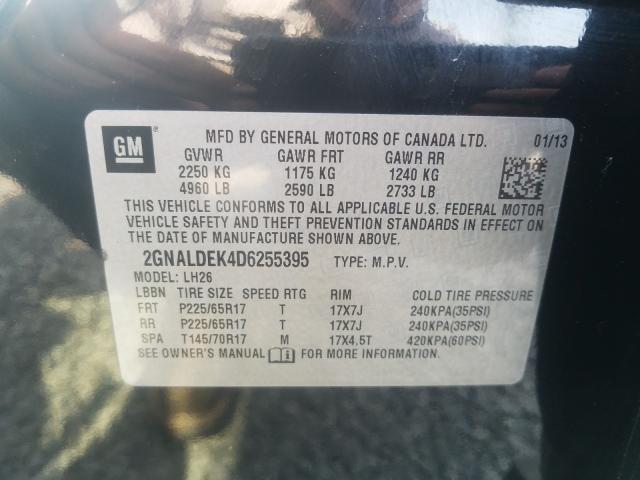 GM
MFD BY GENERAL MOTORS OF CANADA LTD. 01/13
GVWR GAWR FRT GAWR RR
2250 KG 1175 KG 1240 KG
4960 LB 2590 LB 2733 LB
THIS VEHICLE CONFORMS TO ALL APPLICABLE U.S. FEDERAL MOTOR
VEHICLE SAFETY AND THEFT PREVENTION STANDARDS IN EFFECT ON
THE DATE OF MANUFACTURE SHOWN ABOVE.
2GNALDEK4D6255395 TYPE: M.P.V.
MODEL: LH26
LBBN TIRE SIZE SPEED RTG RIM COLD TIRE PRESSURE
FRT P225/65R17 T 17X7J 240KPA(35PSI)
RR P225/65R17 T 17X7J 240KPA(35PSI)
SPA T145/70R17 M 17X4.5T 420KPA(60PSI)
SEE OWNER'S MANUAL FOR MORE INFORMATION.